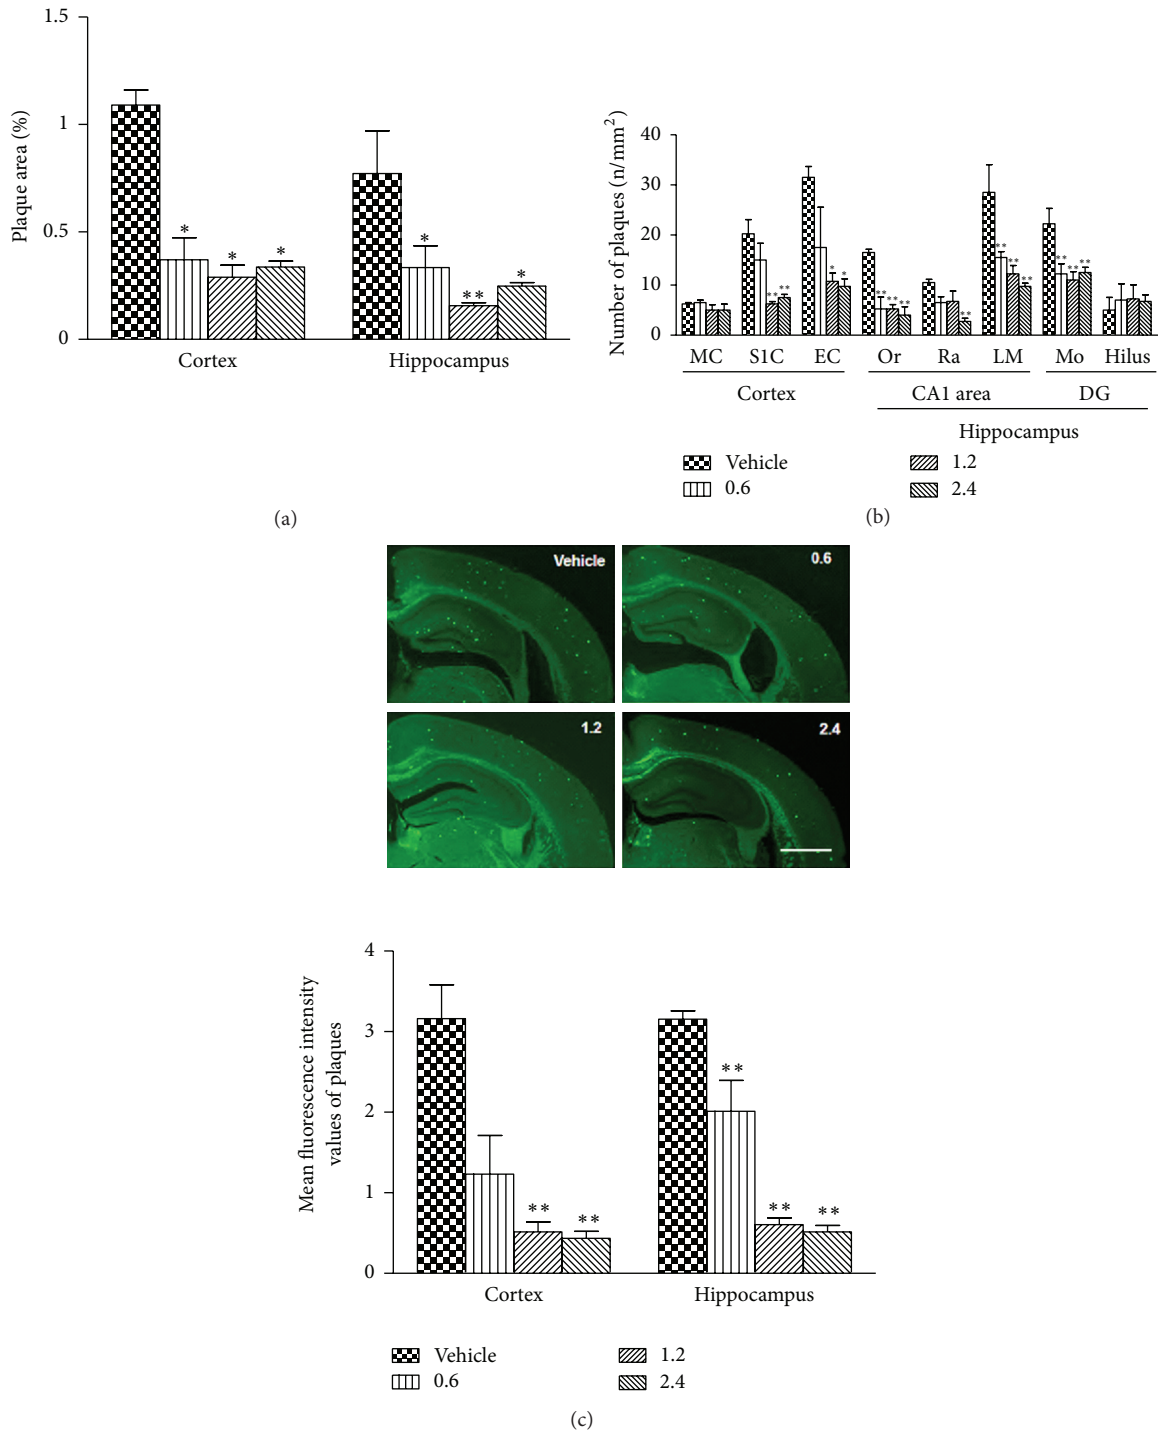 1.5
1
0.5
0
Plaque area (%)
* * * * ** *
Cortex Hippocampus
(a)
40
30
20
10
0
Number of plaques (n/mm²)
** ** * * ** ** ** ** ** ** ** ** ** **
MC S1C EC Or Ra LM Mo Hilus
Cortex CA1 area DG
Hippocampus
Vehicle 1.2
0.6 2.4
(b)
Vehicle 0.6
1.2 2.4
4
3
2
1
0
Mean fluorescence intensity
values of plaques
** ** ** ** **
Cortex Hippocampus
Vehicle 1.2
0.6 2.4
(c)